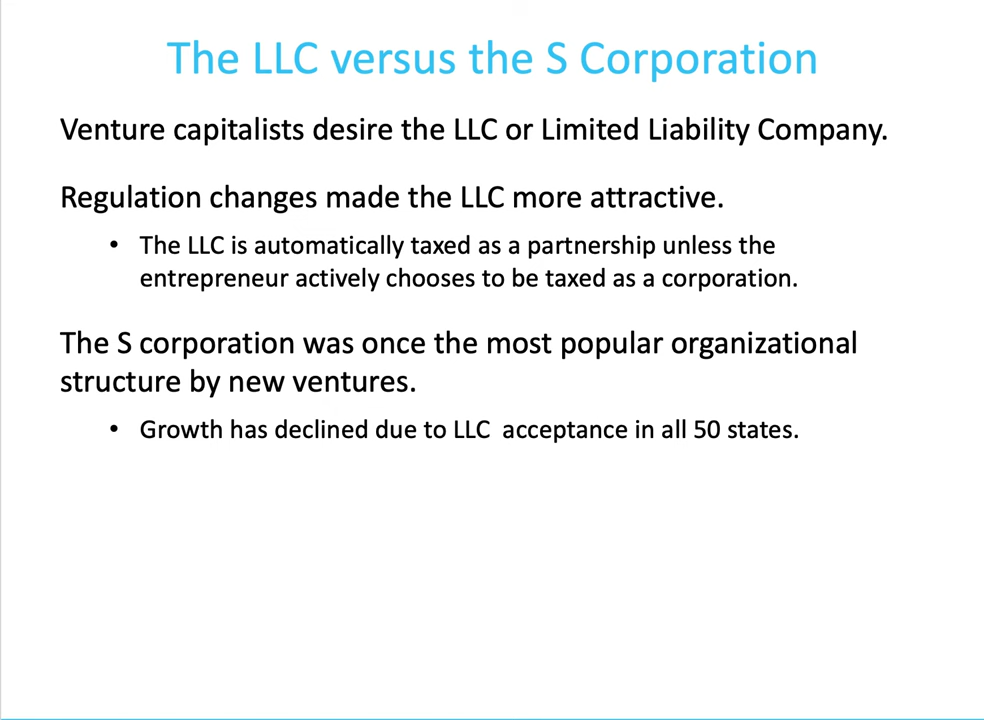 The LLC versus the S Corporation
Venture capitalists desire the LLC or Limited Liability Company.
Regulation changes made the LLC more attractive.
• The LLC is automatically taxed as a partnership unless the
entrepreneur actively chooses to be taxed as a corporation.
The S corporation was once the most popular organizational
structure by new ventures.
• Growth has declined due to LLC  acceptance in all 50 states.